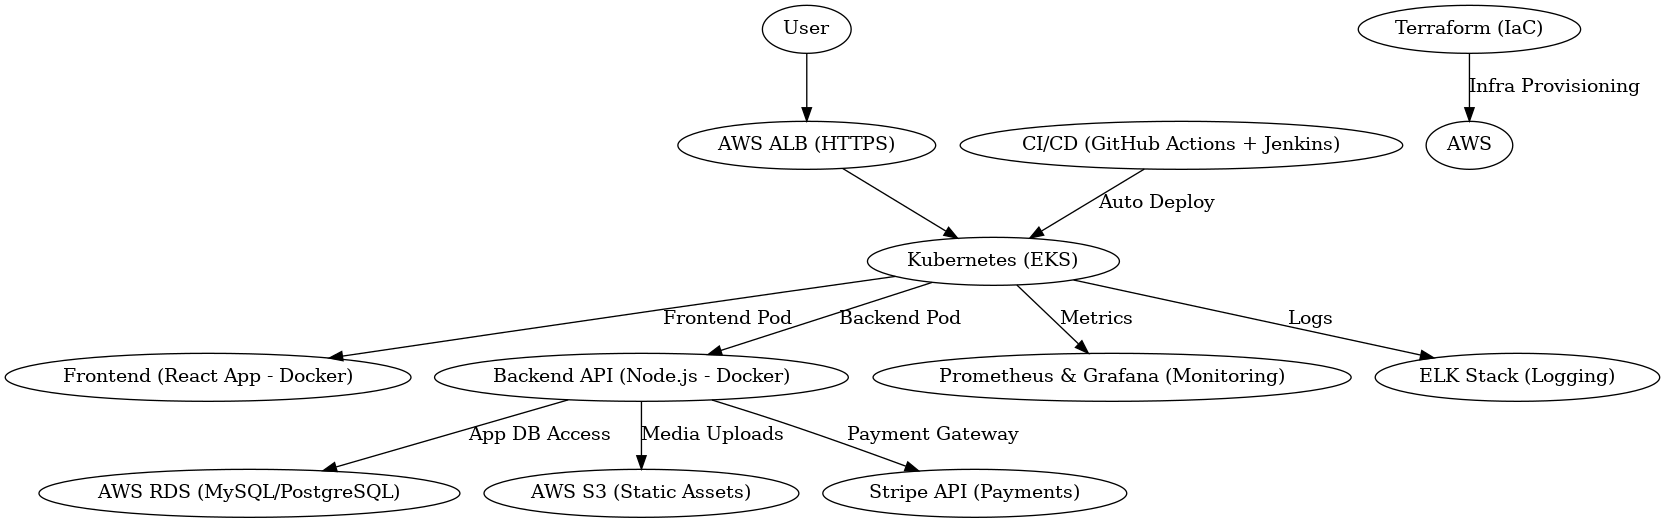 User
Terraform (IaC)
Infra Provisioning
AWS ALB (HTTPS)
CI/CD (GitHub Actions + Jenkins)
AWS
Auto Deploy
Kubernetes (EKS)
Frontend Pod
Backend Pod
Metrics
Logs
Frontend (React App - Docker)
Backend API (Node.js - Docker)
Prometheus & Grafana (Monitoring)
ELK Stack (Logging)
App DB Access
Media Uploads
Payment Gateway
AWS RDS (MySQL/PostgreSQL)
AWS S3 (Static Assets)
Stripe API (Payments)